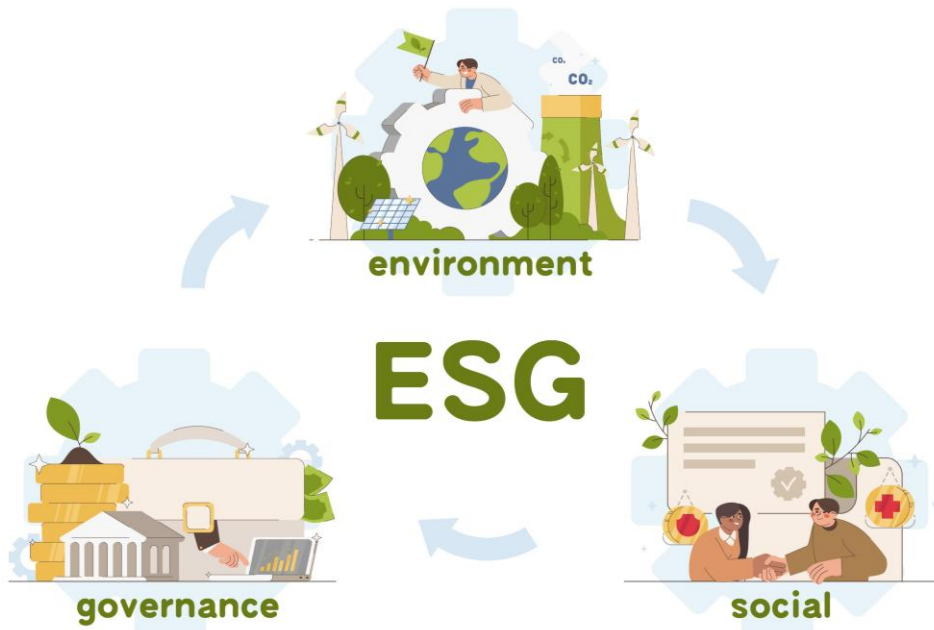 CO₂
CO₂
environment
ESG
governance
social